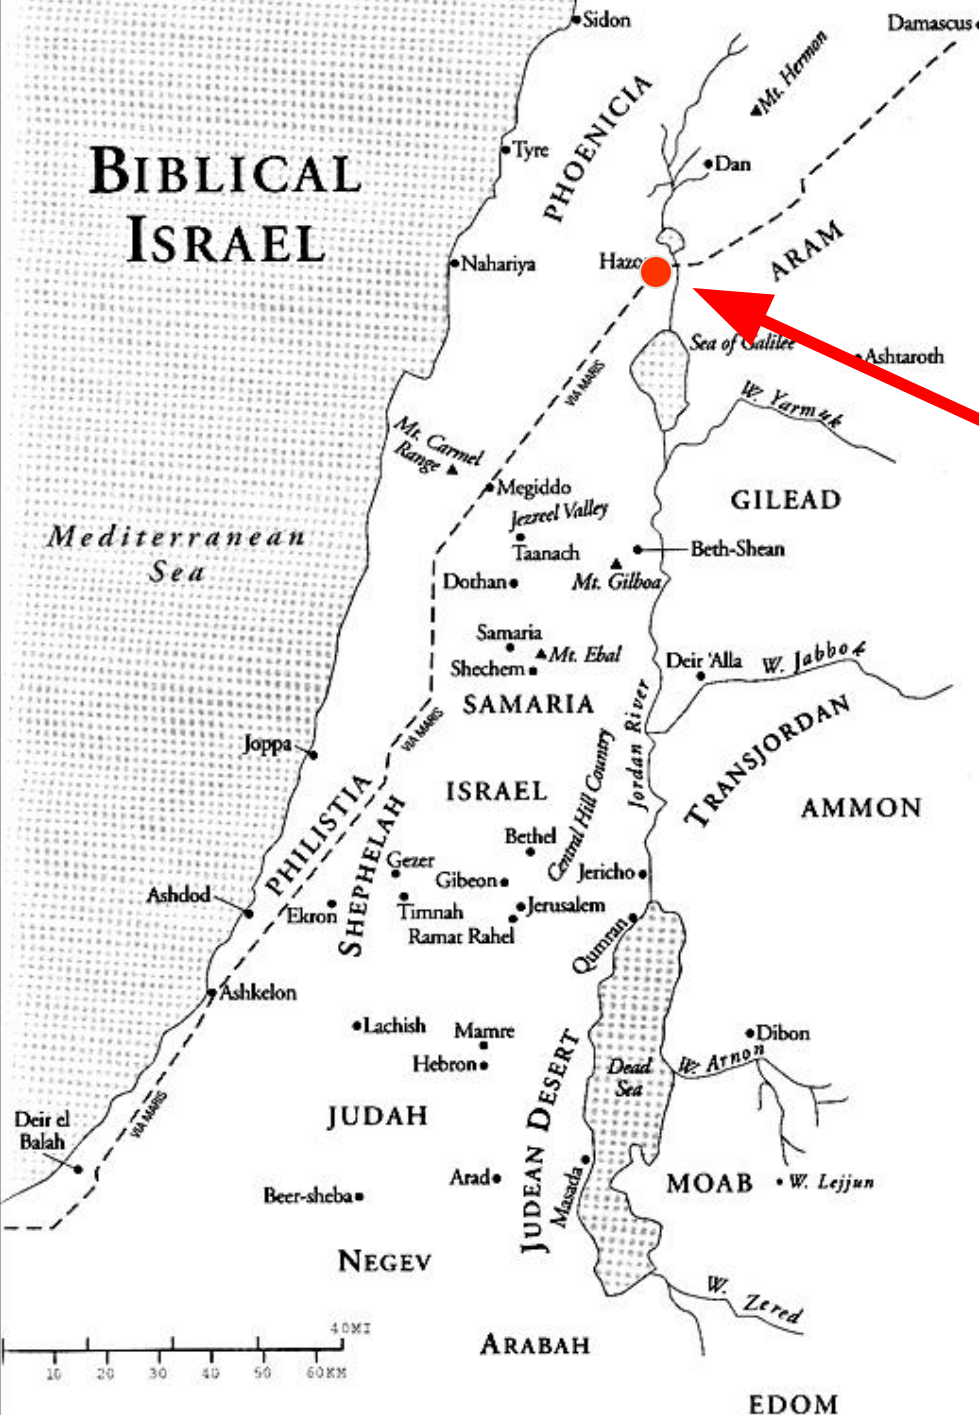 Sidon
Damascus
Mt. Hermon
PHOENICIA
Tyre
Dan
BIBLICAL
ISRAEL
Nahariya
Hazo
ARAM
Sea of Galilee
Ashtaroth
VIA MARIS
W. Yarmuk
Mt. Carmel
Range
Megiddo
GILEAD
Jezreel Valley
Mediterranean
Sea
Taanach
Beth-Shean
Dothan
Mt. Gilboa
Samaria
Mt. Ebal
Shechem
Deir 'Alla
W. Jabbok
SAMARIA
Jordan River
VIA MARIS
TRANSJORDAN
Joppa
ISRAEL
Central Hill Country
AMMON
PHILISTIA
SHEPHELAH
Bethel
Gezer
Gibeon
Jericho
Ashdod
Ekron
Timnah
Jerusalem
Ramat Rahel
Qumran
Ashkelon
Lachish
Mamre
Dibon
Hebron
Dead
Sea
W. Arnon
JUDEAN DESERT
VIA MARIS
JUDAH
Deir el
Balah
Masada
Arad
MOAB
W. Lejjun
Beer-sheba
NEGEV
W. Zered
40MI
ARABAH
10 20 30 40 50 60KM
EDOM